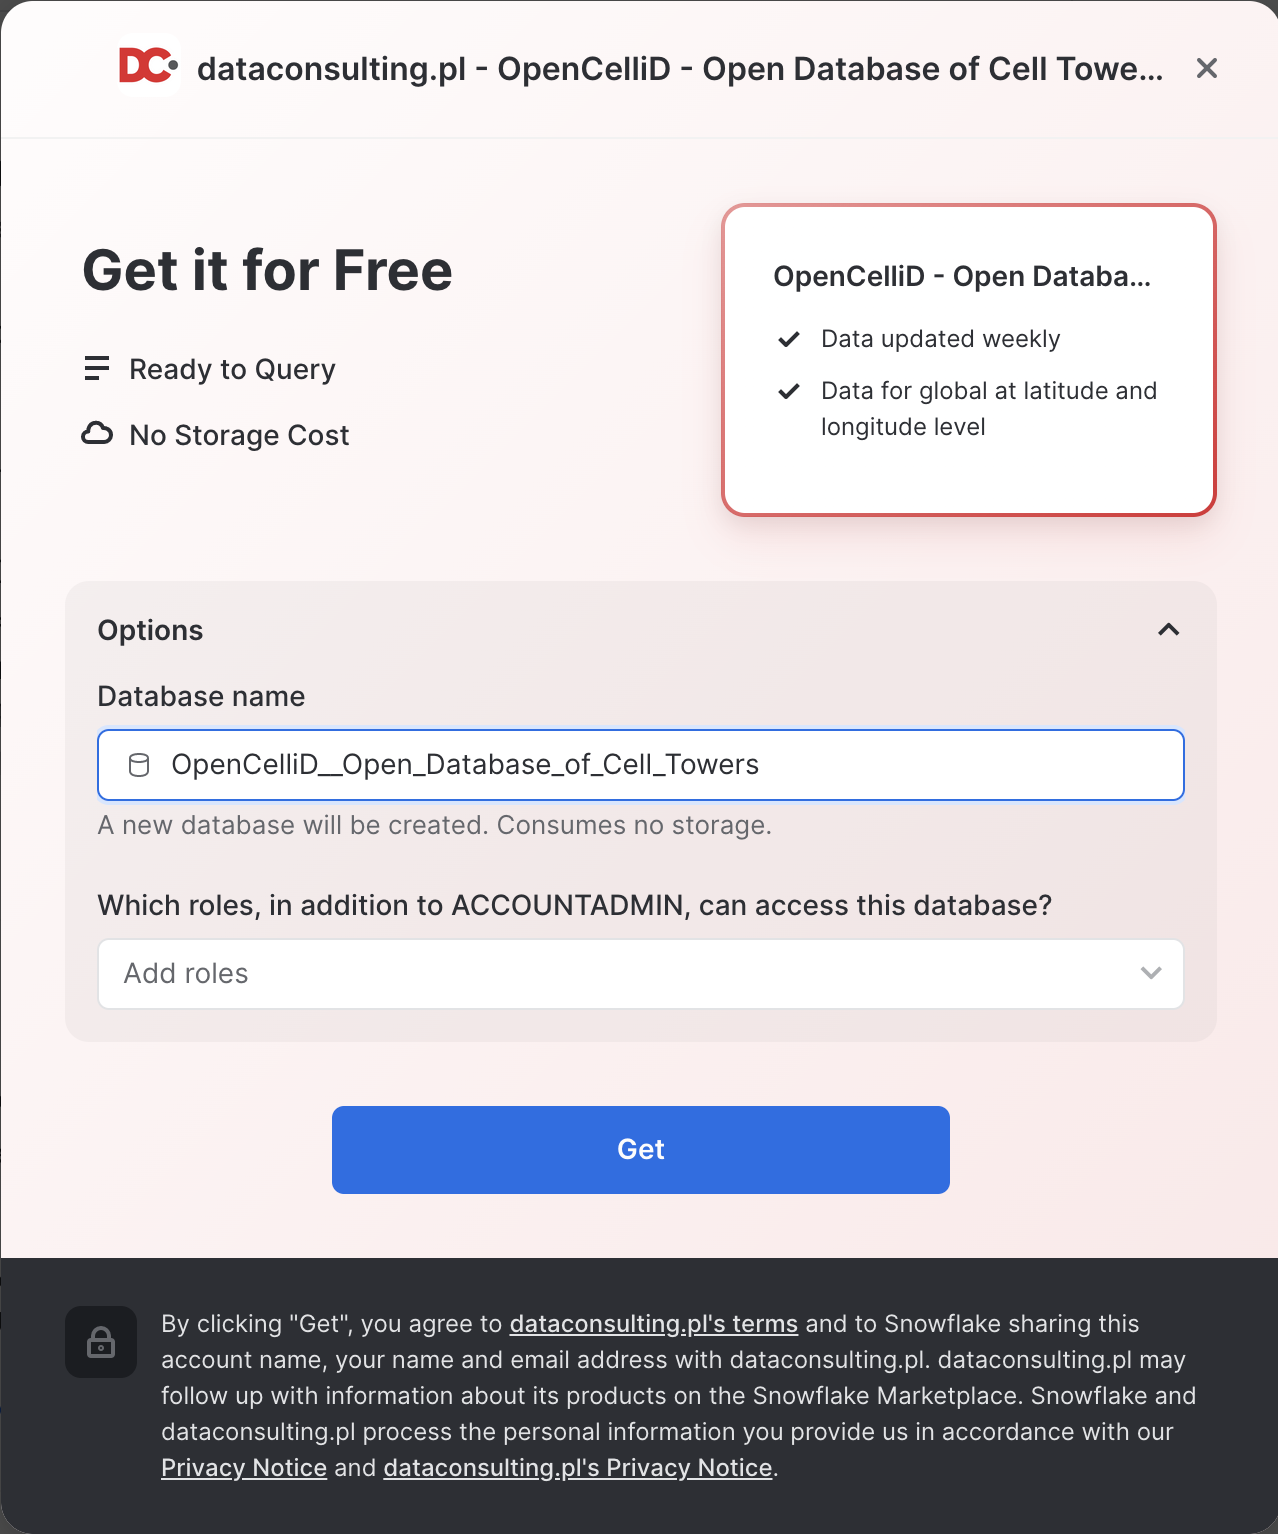 DC
dataconsulting.pl - OpenCelliD - Open Database of Cell Towe...
Get it for Free
Ready to Query
No Storage Cost
OpenCelliD - Open Databa...
Data updated weekly
Data for global at latitude and
longitude level
Options
Database name
OpenCelliD__Open_Database_of_Cell_Towers
A new database will be created. Consumes no storage.
Which roles, in addition to ACCOUNTADMIN, can access this database?
Add roles
Get
By clicking "Get", you agree to dataconsulting.pl's terms and to Snowflake sharing this
account name, your name and email address with dataconsulting.pl. dataconsulting.pl may
follow up with information about its products on the Snowflake Marketplace. Snowflake and
dataconsulting.pl process the personal information you provide us in accordance with our
Privacy Notice and dataconsulting.pl's Privacy Notice.